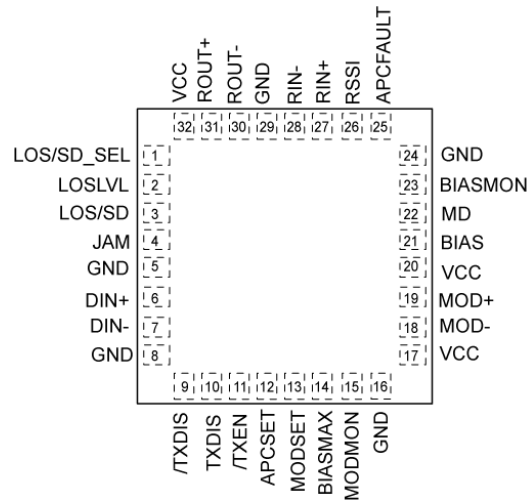 VCC
ROUT+
ROUT-
GND
RIN-
RIN+
RSSI
APCFAULT
32 31 30 29 28 27 26 25
LOS/SD_SEL 1 24 GND
LOSLVL 2 23 BIASMON
LOS/SD 3 22 MD
JAM 4 21 BIAS
GND 5 20 VCC
DIN+ 6 19 MOD+
DIN- 7 18 MOD-
GND 8 17 VCC
9 10 11 12 13 14 15 16
/TXDIS
TXDIS
/TXEN
APCSET
MODSET
BIASMAX
MODMON
GND